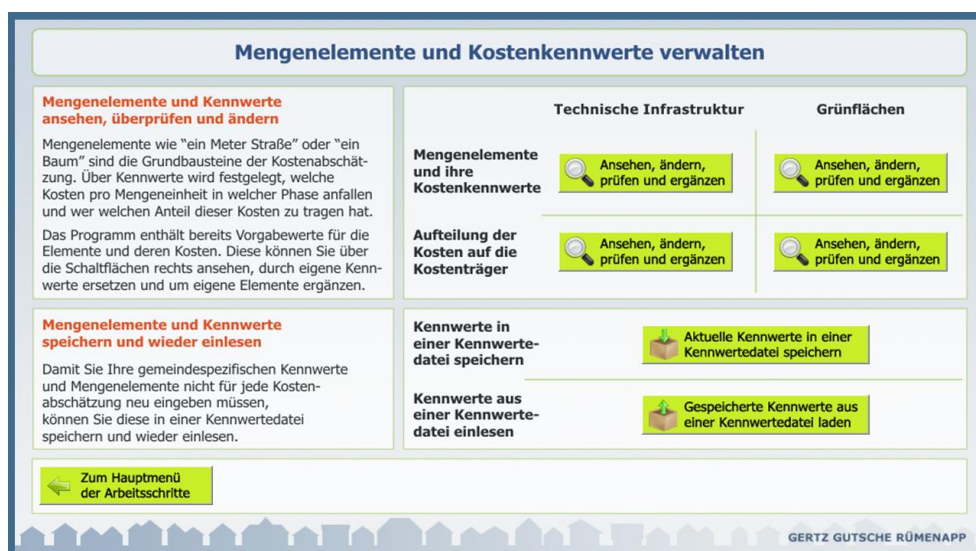 Mengenelemente und Kostenkennwerte verwalten
Mengenelemente und Kennwerte
ansehen, überprüfen und ändern
Mengenelemente wie "ein Meter Straße" oder "ein
Baum" sind die Grundbausteine der Kostenabschät-
zung. Über Kennwerte wird festgelegt, welche
Kosten pro Mengeneinheit in welcher Phase anfallen
und wer welchen Anteil dieser Kosten zu tragen hat.
Das Programm enthält bereits Vorgabewerte für die
Elemente und deren Kosten. Diese können Sie über
die Schaltflächen rechts ansehen, durch eigene Kenn-
werte ersetzen und um eigene Elemente ergänzen.
Technische Infrastruktur
Grünflächen
Mengenelemente
und ihre
Kostenkennwerte
Ansehen, ändern,
prüfen und ergänzen
Ansehen, ändern,
prüfen und ergänzen
Aufteilung der
Kosten auf die
Kostenträger
Ansehen, ändern,
prüfen und ergänzen
Ansehen, ändern,
prüfen und ergänzen
Mengenelemente und Kennwerte
speichern und wieder einlesen
Damit Sie Ihre gemeindespezifischen Kennwerte
und Mengenelemente nicht für jede Kosten-
abschätzung neu eingeben müssen,
können Sie diese in einer Kennwertedatei
speichern und wieder einlesen.
Kennwerte in
einer Kennwerte-
datei speichern
Aktuelle Kennwerte in einer
Kennwertedatei speichern
Kennwerte aus
einer Kennwerte-
datei einlesen
Gespeicherte Kennwerte aus
einer Kennwertedatei laden
Zum Hauptmenü
der Arbeitsschritte
GERTZ GUTSCHE RÜMENAPP